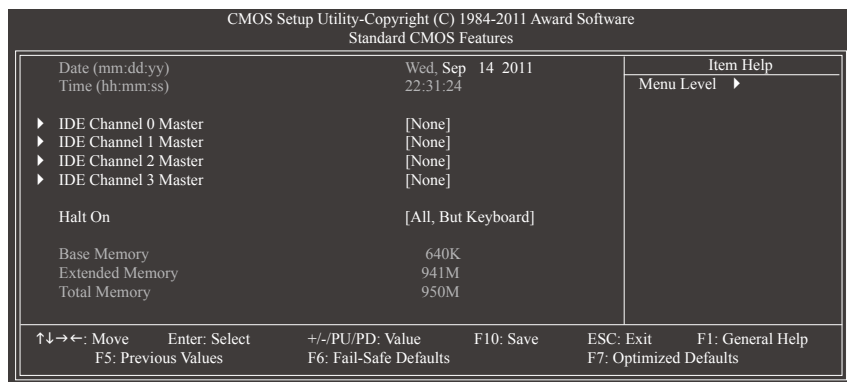 CMOS Setup Utility-Copyright (C) 1984-2011 Award Software
Standard CMOS Features
Date (mm:dd:yy) Wed, Sep 14 2011
Time (hh:mm:ss) 22:31:24
IDE Channel 0 Master [None]
IDE Channel 1 Master [None]
IDE Channel 2 Master [None]
IDE Channel 3 Master [None]
Halt On [All, But Keyboard]
Base Memory 640K
Extended Memory 941M
Total Memory 950M
Item Help
Menu Level ▶
↑↓→←: Move Enter: Select +/-/PU/PD: Value F10: Save ESC: Exit F1: General Help
F5: Previous Values F6: Fail-Safe Defaults F7: Optimized Defaults